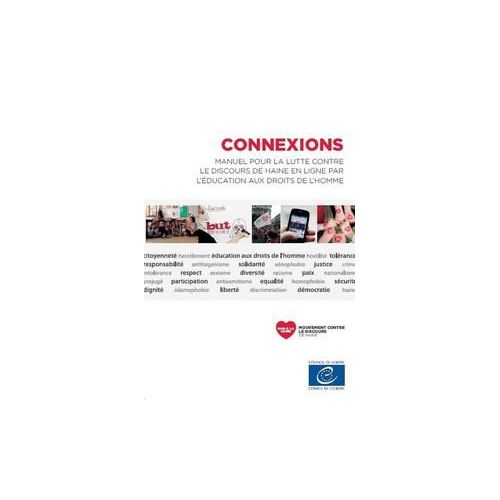 CONNEXIONS
MANUEL POUR LA LUTTE CONTRE
LE DISCOURS DE HAINE EN LIGNE PAR
L'ÉDUCATION AUX DROITS DE L'HOMME
but
citoyenneté harcèlement éducation aux droits de l'homme hostilité tolérance
responsabilité antitsiganisme solidarité xénophobie justice crime
intolérance respect sexisme diversité racisme paix nationalisme
préjugé participation antisémitisme equalité homophobie sécurité
dignité islamophobie liberté discrimination démocratie haine
NON À LA
HAINE
MOUVEMENT CONTRE
LE DISCOURS
DE HAINE
COUNCIL OF EUROPE
CONSEIL DE L'EUROPE